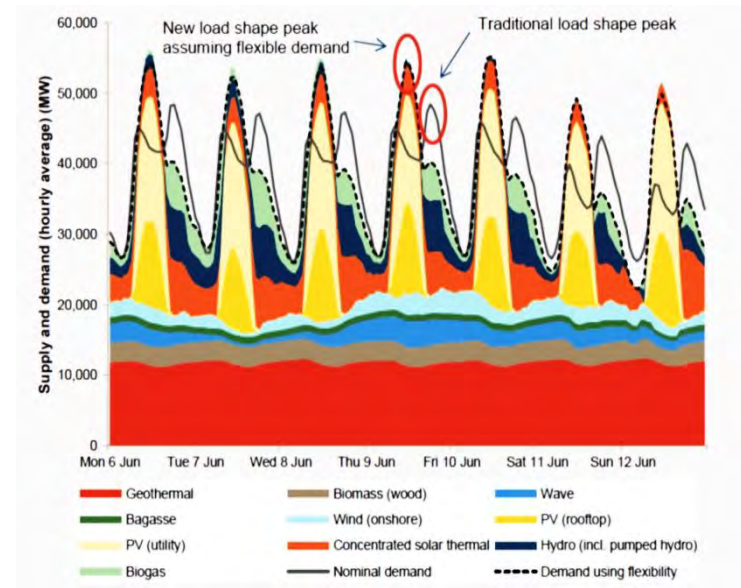 New load shape peak
assuming flexible demand
Traditional load shape peak
Supply and demand (hourly average) (MW)
60,000
50,000
40,000
30,000
20,000
10,000
0
Mon 6 Jun Tue 7 Jun Wed 8 Jun Thu 9 Jun Fri 10 Jun Sat 11 Jun Sun 12 Jun
Geothermal Biomass (wood) Wave
Bagasse Wind (onshore) PV (rooftop)
PV (utility) Concentrated solar thermal Hydro (incl. pumped hydro)
Biogas Nominal demand Demand using flexibility